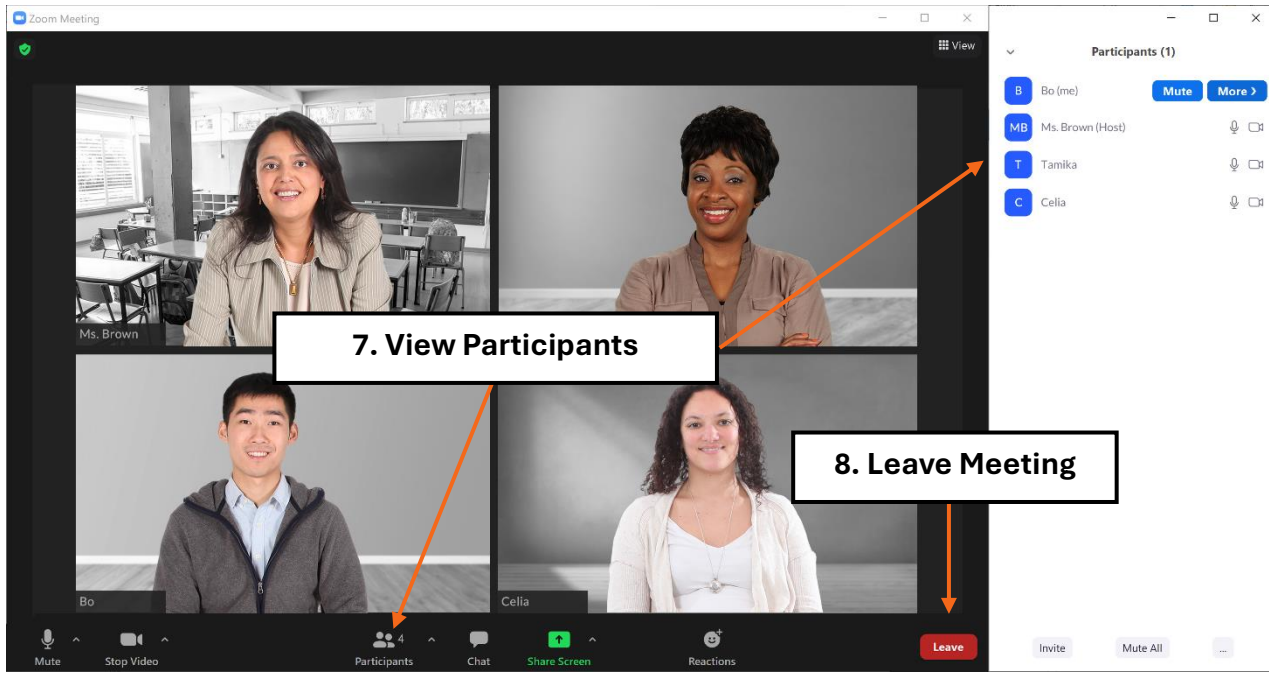 Zoom Meeting
View
Participants (1)
B Bo (me) Mute More >
MB Ms. Brown (Host)
T Tamika
C Celia
Ms. Brown
7. View Participants
8. Leave Meeting
Bo
Celia
4
Mute
Stop Video
Participants
Chat
Share Screen
Reactions
Leave
Invite
Mute All
...